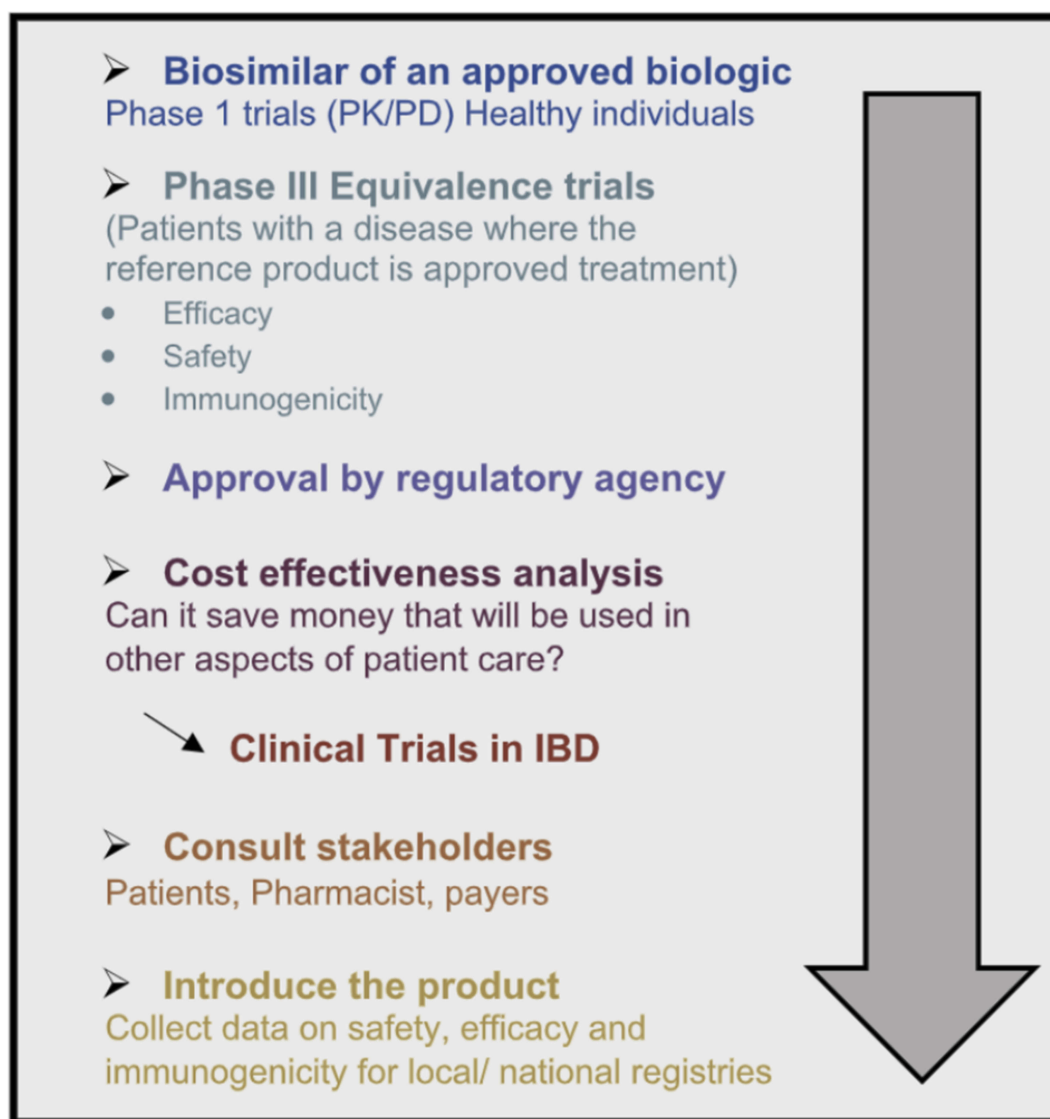 Biosimilar of an approved biologic
Phase 1 trials (PK/PD) Healthy individuals
Phase III Equivalence trials
(Patients with a disease where the
reference product is approved treatment)
• Efficacy
• Safety
• Immunogenicity
Approval by regulatory agency
Cost effectiveness analysis
Can it save money that will be used in
other aspects of patient care?
Clinical Trials in IBD
Consult stakeholders
Patients, Pharmacist, payers
Introduce the product
Collect data on safety, efficacy and
immunogenicity for local/ national registries